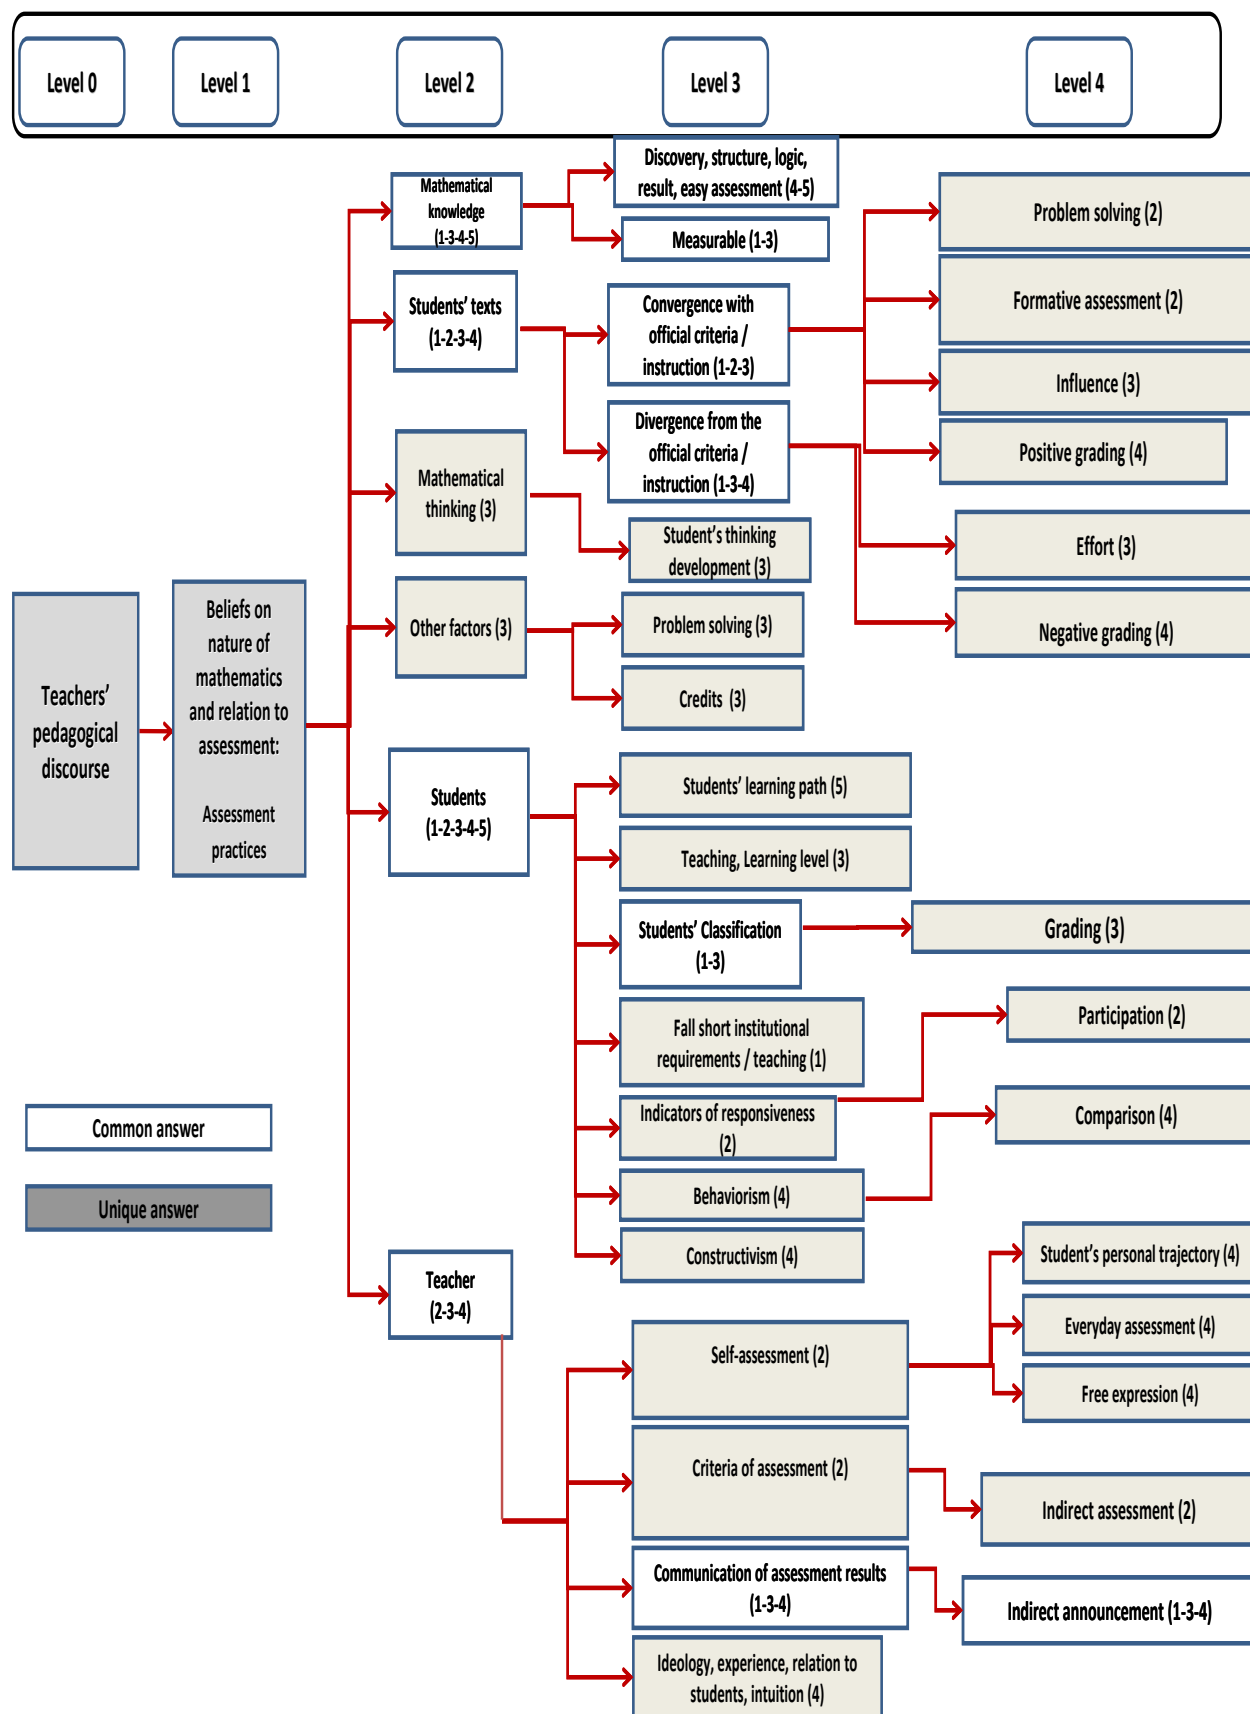 Level 0
Level 1
Level 2
Level 3
Level 4
Mathematical
knowledge
(1-3-4-5)
Discovery, structure, logic,
result, easy assessment (4-5)
Measurable (1-3)
Students’ texts
(1-2-3-4)
Convergence with
official criteria /
instruction (1-2-3)
Divergence from the
official criteria /
instruction (1-3-4)
Problem solving (2)
Formative assessment (2)
Influence (3)
Positive grading (4)
Effort (3)
Negative grading (4)
Mathematical
thinking (3)
Student’s thinking
development (3)
Other factors (3)
Problem solving (3)
Credits (3)
Teachers’
pedagogical
discourse
Beliefs on
nature of
mathematics
and relation to
assessment:
Assessment
practices
Students
(1-2-3-4-5)
Students’ learning path (5)
Teaching, Learning level (3)
Students’ Classification
(1-3)
Grading (3)
Fall short institutional
requirements / teaching (1)
Indicators of responsiveness
(2)
Participation (2)
Behaviorism (4)
Comparison (4)
Constructivism (4)
Common answer
Unique answer
Teacher
(2-3-4)
Self-assessment (2)
Student’s personal trajectory (4)
Everyday assessment (4)
Free expression (4)
Criteria of assessment (2)
Indirect assessment (2)
Communication of assessment results
(1-3-4)
Indirect announcement (1-3-4)
Ideology, experience, relation to
students, intuition (4)